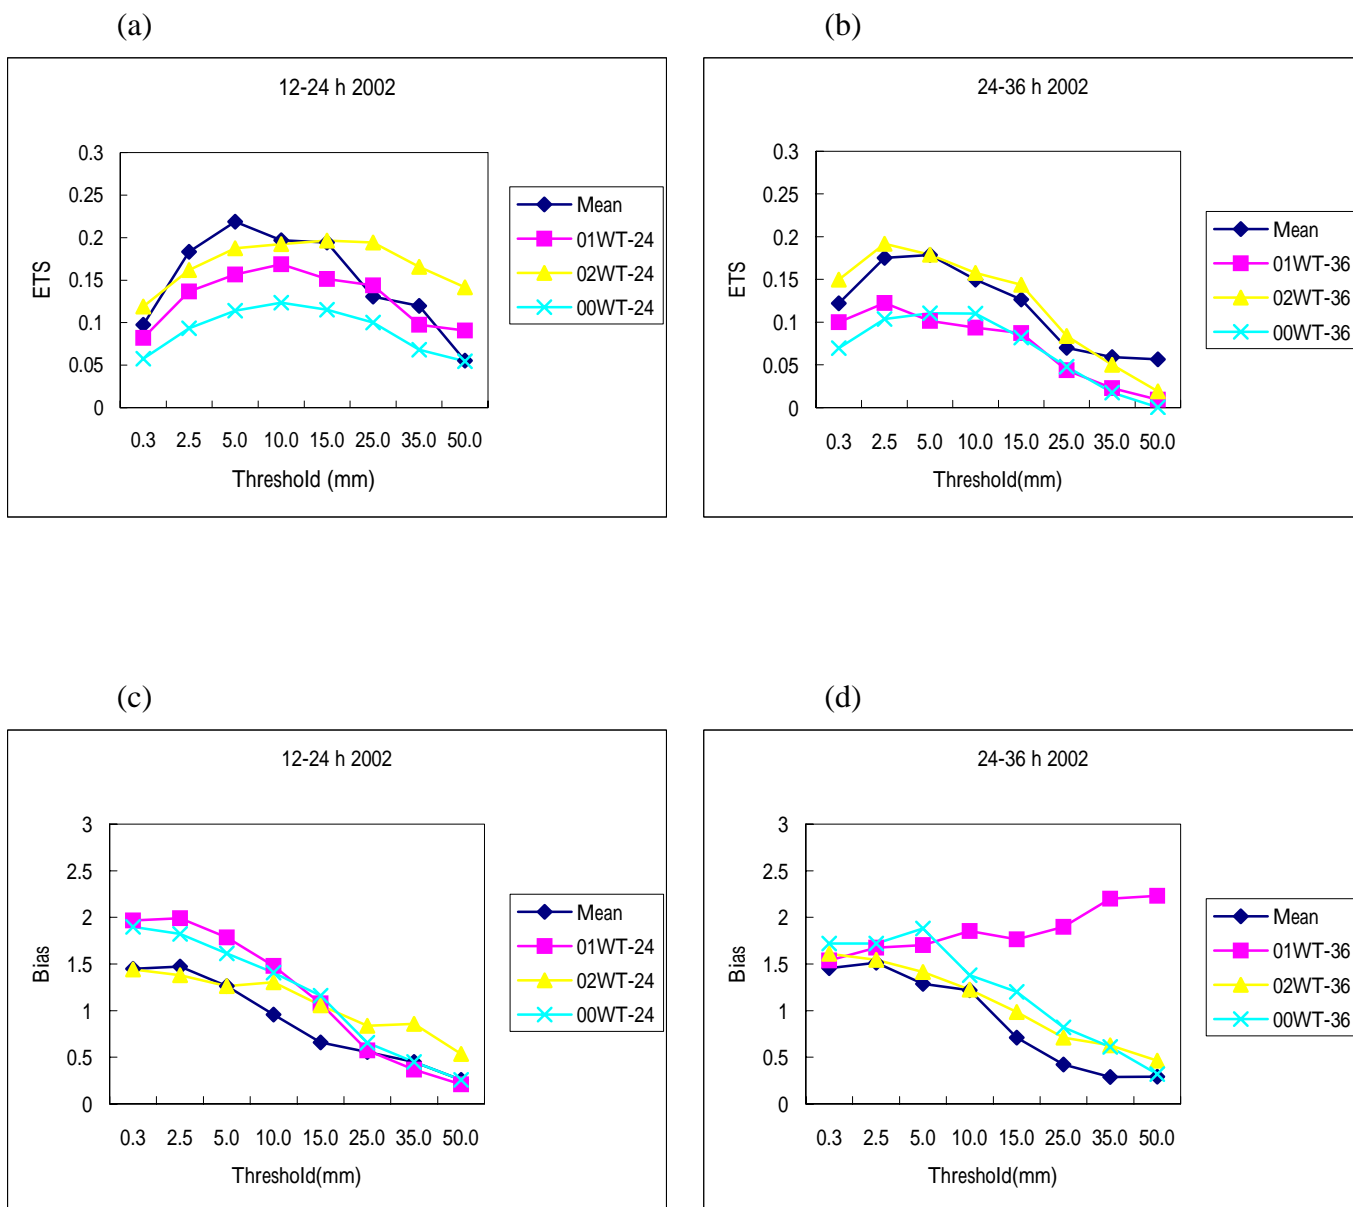 (a)
12-24 h 2002
0.3
0.25
0.2
0.15
0.1
0.05
0
ETS
0.3 2.5 5.0 10.0 15.0 25.0 35.0 50.0
Threshold (mm)
Mean
01WT-24
02WT-24
00WT-24
(b)
24-36 h 2002
0.3
0.25
0.2
0.15
0.1
0.05
0
ETS
0.3 2.5 5.0 10.0 15.0 25.0 35.0 50.0
Threshold(mm)
Mean
01WT-36
02WT-36
00WT-36
(c)
12-24 h 2002
3
2.5
2
1.5
1
0.5
0
Bias
0.3 2.5 5.0 10.0 15.0 25.0 35.0 50.0
Threshold(mm)
Mean
01WT-24
02WT-24
00WT-24
(d)
24-36 h 2002
3
2.5
2
1.5
1
0.5
0
Bias
0.3 2.5 5.0 10.0 15.0 25.0 35.0 50.0
Threshold(mm)
Mean
01WT-36
02WT-36
00WT-36